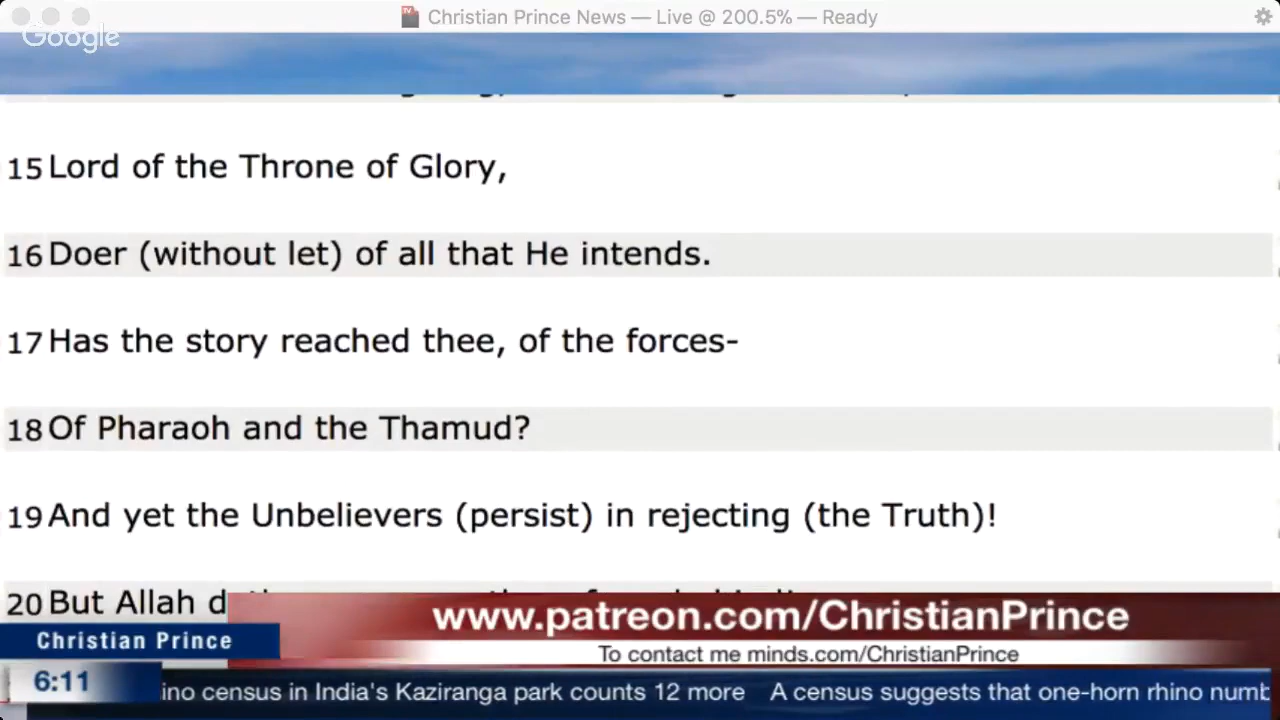 Christian Prince News — Live @ 200.5% — Ready
Google
15 Lord of the Throne of Glory,
16 Doer (without let) of all that He intends.
17 Has the story reached thee, of the forces-
18 Of Pharaoh and the Thamud?
19 And yet the Unbelievers (persist) in rejecting (the Truth)!
20 But Allah d
www.patreon.com/ChristianPrince
Christian Prince
To contact me minds.com/ChristianPrince
6:11
ino census in India's Kaziranga park counts 12 more A census suggests that one-horn rhino numb